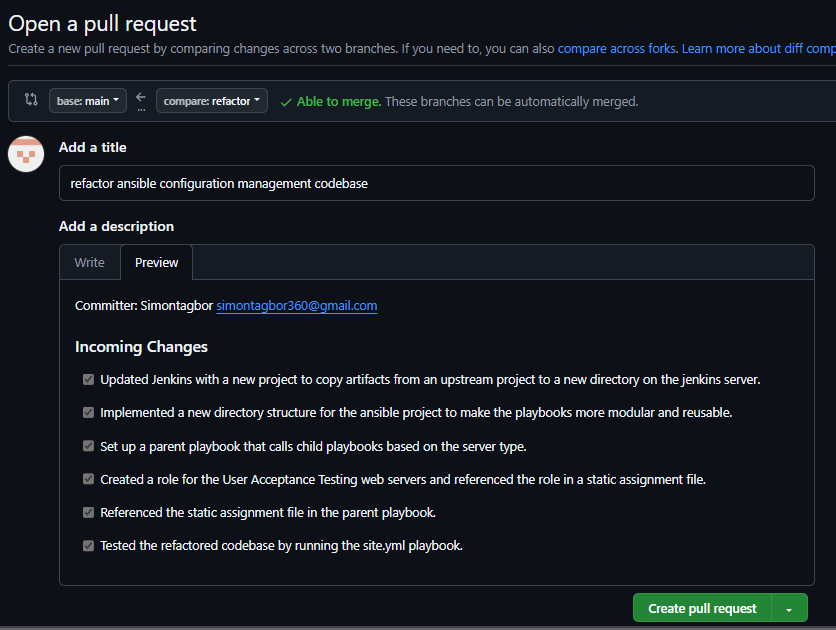 Open a pull request
Create a new pull request by comparing changes across two branches. If you need to, you can also compare across forks. Learn more about diff comp
base: main
compare: refactor
Able to merge. These branches can be automatically merged.
Add a title
refactor ansible configuration management codebase
Add a description
Write
Preview
Committer: Simontagbor simontagbor360@gmail.com
Incoming Changes
Updated Jenkins with a new project to copy artifacts from an upstream project to a new directory on the jenkins server.
Implemented a new directory structure for the ansible project to make the playbooks more modular and reusable.
Set up a parent playbook that calls child playbooks based on the server type.
Created a role for the User Acceptance Testing web servers and referenced the role in a static assignment file.
Referenced the static assignment file in the parent playbook.
Tested the refactored codebase by running the site.yml playbook.
Create pull request